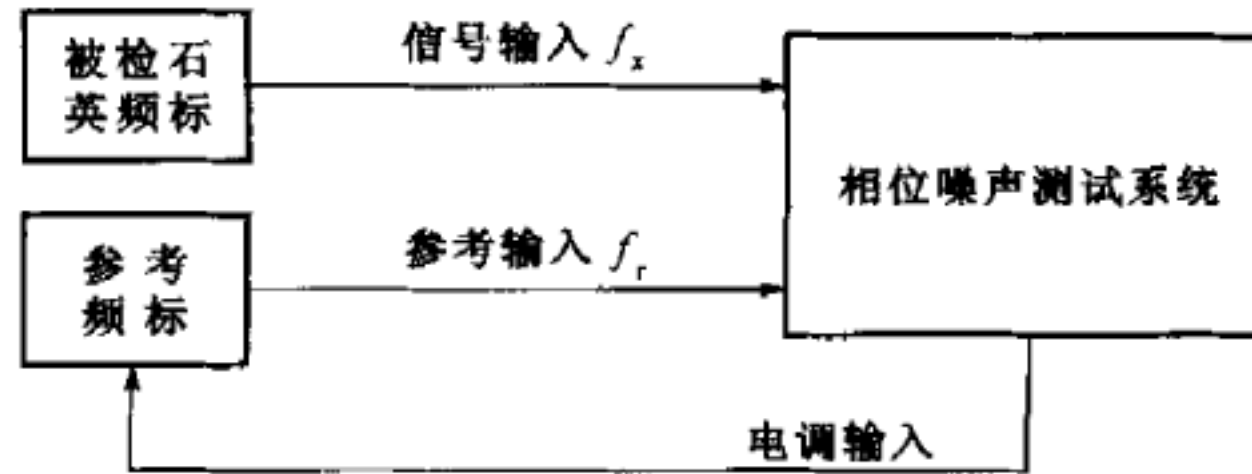 被检石
英频标
信号输入 fₓ
相位噪声测试系统
参考
频标
参考输入 fᵣ
电调输入